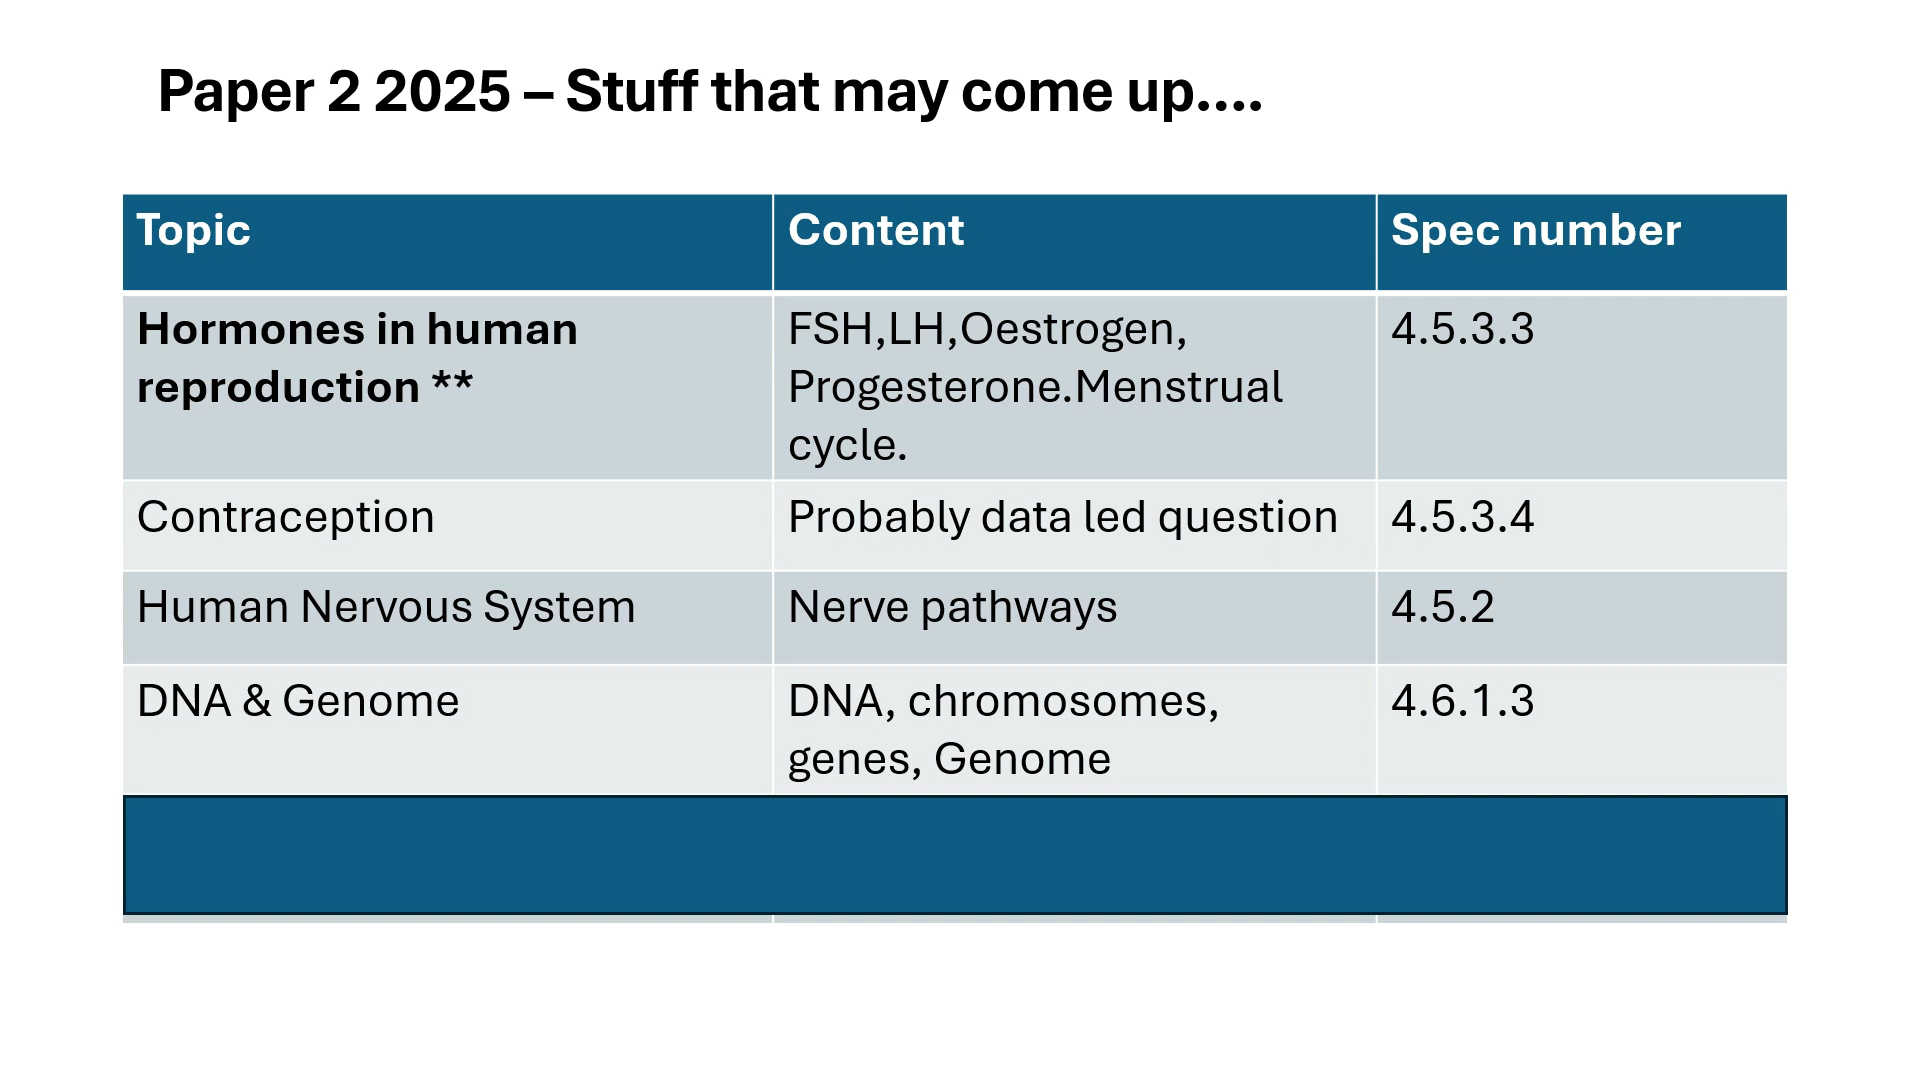 Paper 2 2025 – Stuff that may come up....
Topic
Content
Spec number
Hormones in human
reproduction **
FSH,LH,Oestrogen,
Progesterone.Menstrual
cycle.
4.5.3.3
Contraception
Probably data led question
4.5.3.4
Human Nervous System
Nerve pathways
4.5.2
DNA & Genome
DNA, chromosomes,
genes, Genome
4.6.1.3